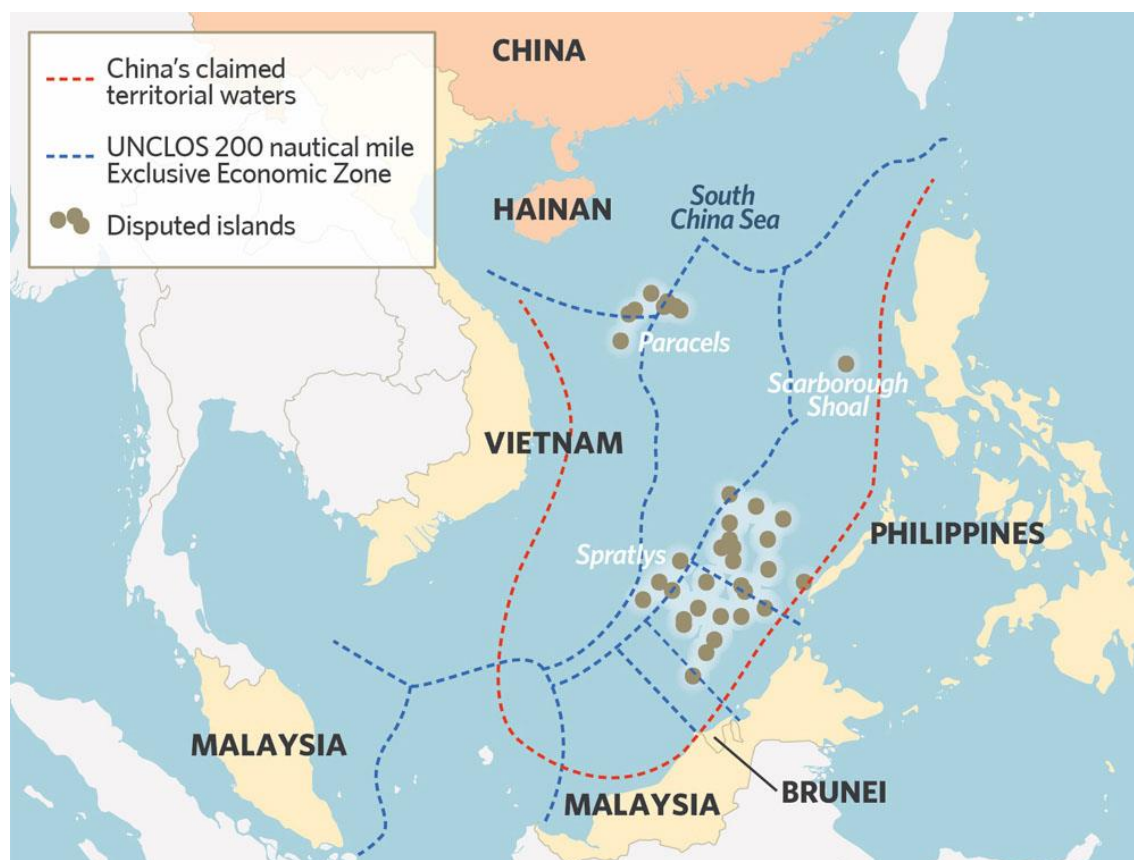 CHINA
China's claimed
territorial waters
UNCLOS 200 nautical mile
Exclusive Economic Zone
Disputed islands
HAINAN
South
China Sea
Paracels
Scarborough
Shoal
VIETNAM
PHILIPPINES
Spratlys
MALAYSIA
MALAYSIA
BRUNEI